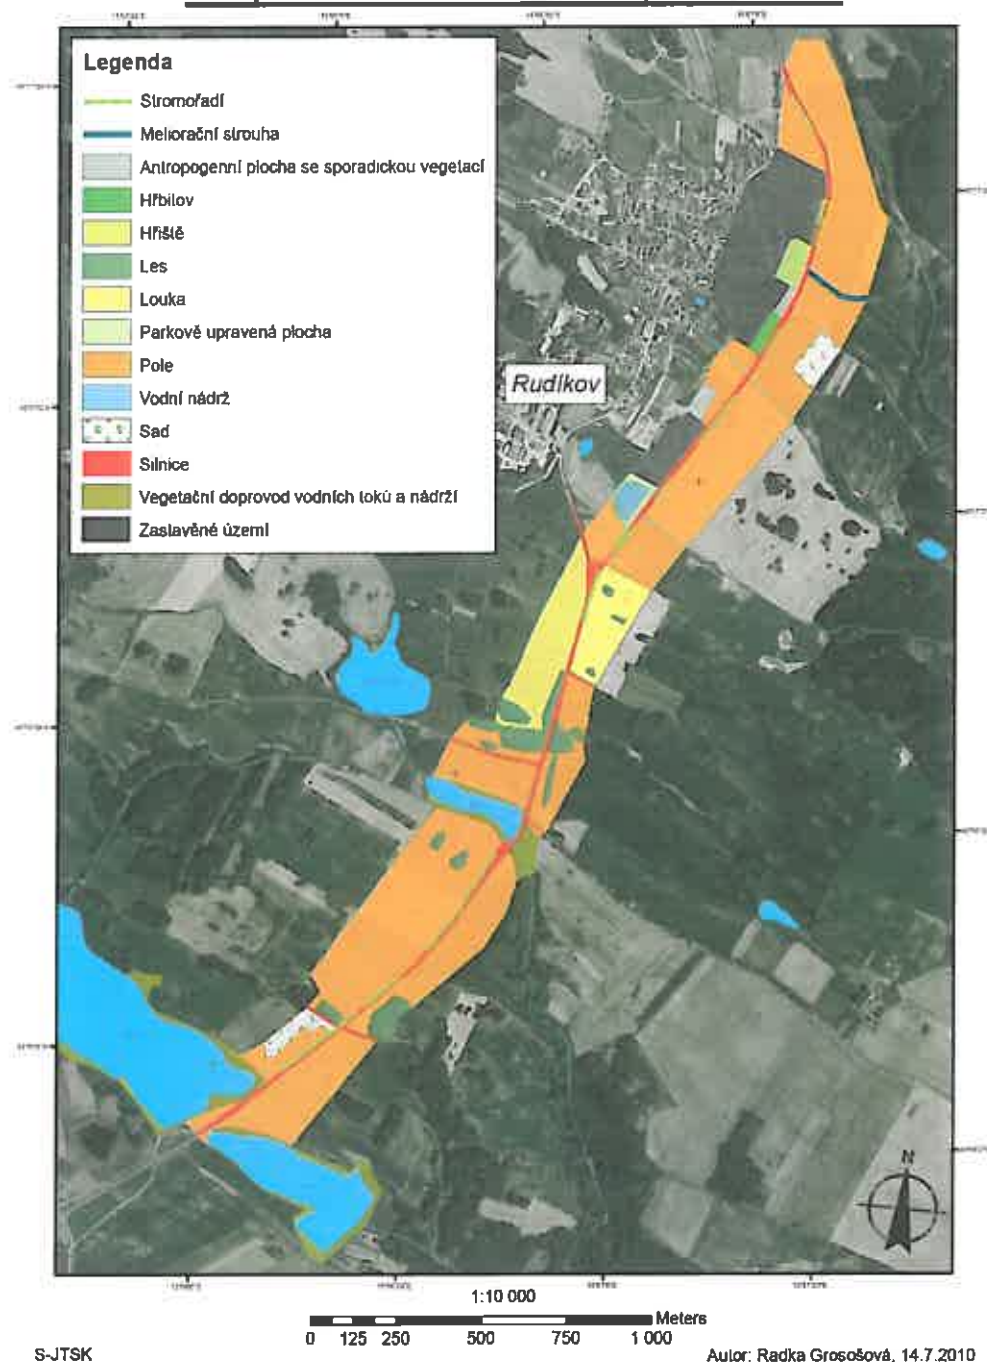 Legenda
Stromořadí
Meliorační strouha
Antropogenní plocha se sporadickou vegetací
Hřbitov
Hřiště
Les
Louka
Parkově upravená plocha
Pole
Vodní nádrž
Sad
Silnice
Vegetační doprovod vodních toků a nádrží
Zastavěné území
Rudíkov
N
1:10 000
Meters
0 125 250 500 750 1 000
S-JTSK
Autor: Radka Grosošová, 14.7.2010